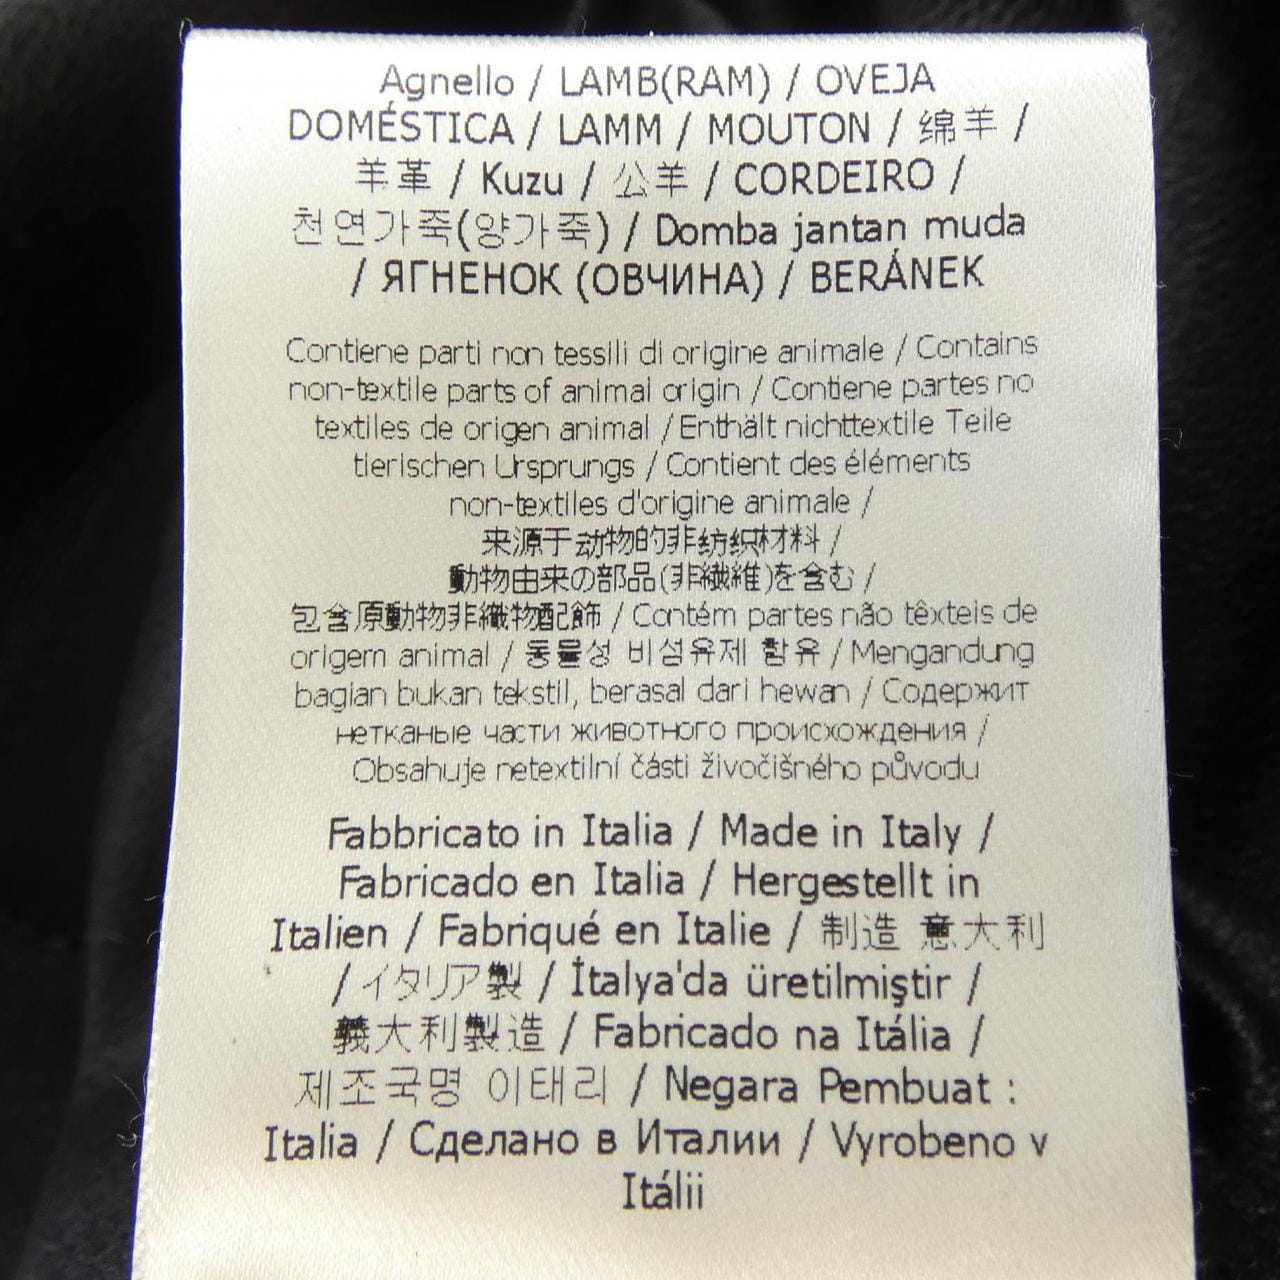 Agnello / LAMB(RAM) / OVEJA
DOMÉSTICA / LAMM / MOUTON / 绵羊 /
羊革 / Kuzu / 公羊 / CORDEIRO /
천연가죽(양가죽) / Domba jantan muda
/ ЯГНЕНОК (ОВЧИНА) / BERÁNEK
Contiene parti non tessili di origine animale / Contains
non-textile parts of animal origin / Contiene partes no
textiles de origen animal / Enthält nichttextile Teile
tierischen Ursprungs / Contient des éléments
non-textiles d'origine animale /
来源于动物的非纺织材料 /
動物由来の部品(非繊維)を含む /
包含原動物非織物配飾 / Contém partes não têxteis de
origem animal / 동물성 비섬유제 함유 / Mengandung
bagian bukan tekstil, berasal dari hewan / Содержит
нетканые части животного происхождения /
Obsahuje netextilní části živočišného původu
Fabbricato in Italia / Made in Italy /
Fabricado en Italia / Hergestellt in
Italien / Fabriqué en Italie / 制造 意大利
/ イタリア製 / İtalya'da üretilmiştir /
義大利製造 / Fabricado na Itália /
제조국명 이태리 / Negara Pembuat :
Italia / Сделано в Италии / Vyrobeno v
Itálii